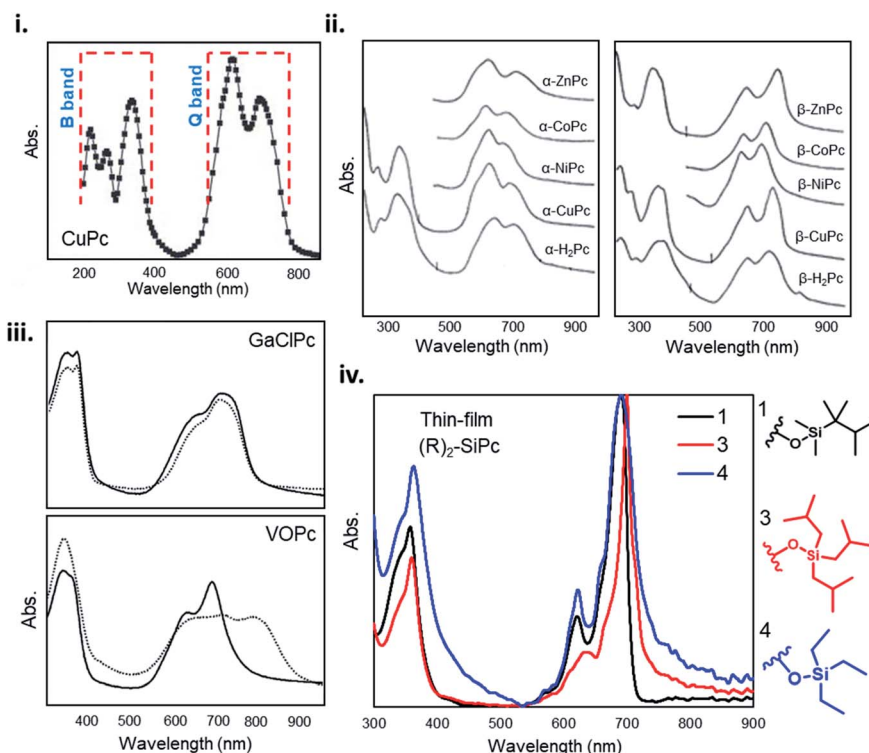 i.
B band
Q band
Abs.
CuPc
200 400 600 800
Wavelength (nm)
ii.
Abs.
α-ZnPc
α-CoPc
α-NiPc
α-CuPc
α-H₂Pc
300 500 700 900
Wavelength (nm)
β-ZnPc
β-CoPc
β-NiPc
β-CuPc
β-H₂Pc
300 500 700 900
Wavelength (nm)
iii.
GaClPc
VOPc
Abs.
400 500 600 700 800 900
Wavelength (nm)
iv.
Thin-film
(R)₂-SiPc
1
3
4
Abs.
300 400 500 600 700 800 900
Wavelength (nm)
1
O Si
3
O Si
4
O Si